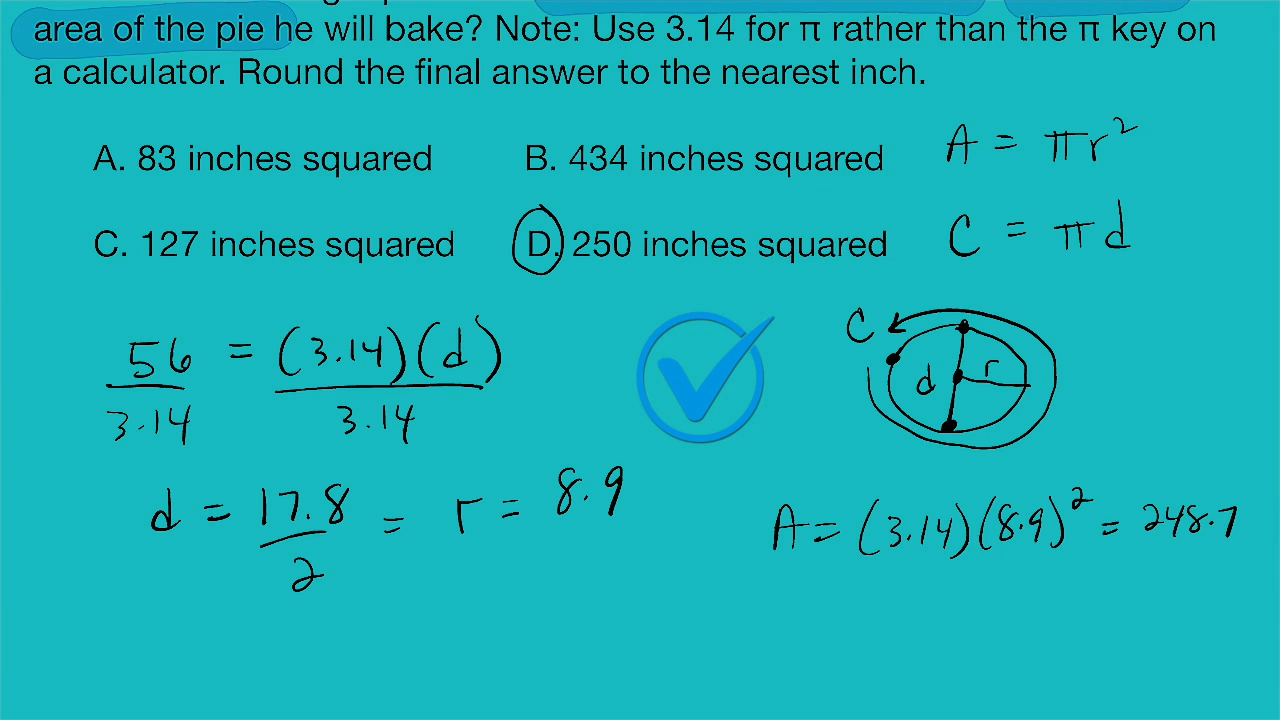 area of the pie he will bake? Note: Use 3.14 for π rather than the π key on
a calculator. Round the final answer to the nearest inch.
A. 83 inches squared
B. 434 inches squared
A = πr²
C. 127 inches squared
D. 250 inches squared
C = πd
56 = (3.14)(d)
3.14 3.14
C
d r
d = 17.8 = r = 8.9
2
A = (3.14)(8.9)² = 248.7